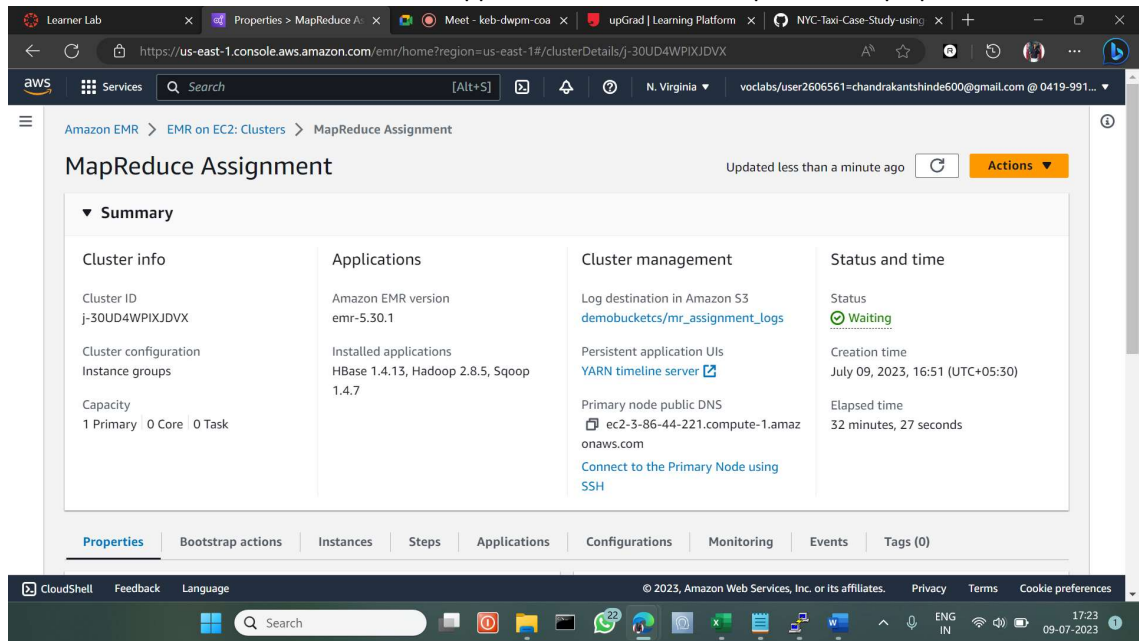 Learner Lab
Properties > MapReduce As
Meet - keb-dwpm-coa
upGrad | Learning Platform
NYC-Taxi-Case-Study-using
https://us-east-1.console.aws.amazon.com/emr/home?region=us-east-1#/clusterDetails/j-30UD4WPIXJDVX
aws Services Search [Alt+S] N. Virginia ▼ voclabs/user2606561=chandrakantshinde600@gmail.com @ 0419-991... ▼
Amazon EMR > EMR on EC2: Clusters > MapReduce Assignment
MapReduce Assignment
Updated less than a minute ago
Actions ▼
▼ Summary
Cluster info
Cluster ID
j-30UD4WPIXJDVX
Cluster configuration
Instance groups
Capacity
1 Primary 0 Core 0 Task
Applications
Amazon EMR version
emr-5.30.1
Installed applications
HBase 1.4.13, Hadoop 2.8.5, Sqoop
1.4.7
Cluster management
Log destination in Amazon S3
demobucketcs/mr_assignment_logs
Persistent application UIs
YARN timeline server
Primary node public DNS
ec2-3-86-44-221.compute-1.amaz
onaws.com
Connect to the Primary Node using
SSH
Status and time
Status
Waiting
Creation time
July 09, 2023, 16:51 (UTC+05:30)
Elapsed time
32 minutes, 27 seconds
Properties Bootstrap actions Instances Steps Applications Configurations Monitoring Events Tags (0)
CloudShell Feedback Language © 2023, Amazon Web Services, Inc. or its affiliates. Privacy Terms Cookie preferences
Search
22
ENG
IN
17:23
09-07-2023
1